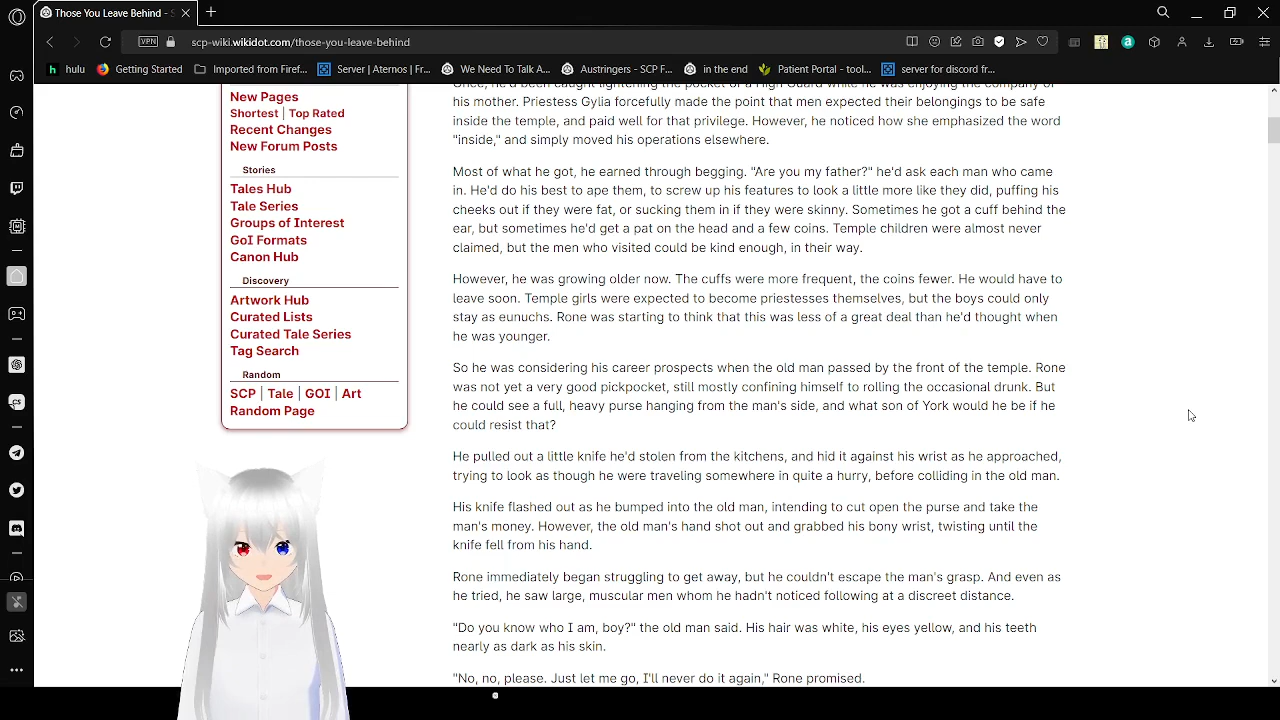 Those You Leave Behind - S
scp-wiki.wikidot.com/those-you-leave-behind
VPN
hulu
Getting Started
Imported from Firef...
Server | Aternos | Fr...
We Need To Talk A...
Austringers - SCP F...
in the end
Patient Portal - tool...
server for discord fr...
New Pages
Shortest | Top Rated
Recent Changes
New Forum Posts
Stories
Tales Hub
Tale Series
Groups of Interest
GoI Formats
Canon Hub
Discovery
Artwork Hub
Curated Lists
Curated Tale Series
Tag Search
Random
SCP | Tale | GOI | Art
Random Page
Once, he'd been caught lightening the pocket of a High Guard while he was enjoying the company of
his mother. Priestess Gylia forcefully made the point that men expected their belongings to be safe
inside the temple, and paid well for that privilege. However, he noticed how she emphasized the word
"inside," and simply moved his operations elsewhere.
Most of what he got, he earned through begging. "Are you my father?" he'd ask each man who came
in. He'd do his best to ape them, to screw up his features to look a little more like they did, puffing his
cheeks out if they were fat, or sucking them in if they were skinny. Sometimes he got a cuff behind the
ear, but sometimes he'd get a pat on the head and a few coins. Temple children were almost never
claimed, but the men who visited could be kind enough, in their way.
However, he was growing older now. The cuffs were more frequent, the coins fewer. He would have to
leave soon. Temple girls were expected to become priestesses themselves, but the boys could only
stay as eunuchs. Rone was starting to think that this was less of a great deal than he'd thought when
he was younger.
So he was considering his career prospects when the old man passed by the front of the temple. Rone
was not yet a very good pickpocket, still mostly confining himself to rolling the occasional drunk. But
he could see a full, heavy purse hanging from the man's side, and what son of York would he be if he
could resist that?
He pulled out a little knife he'd stolen from the kitchens, and hid it against his wrist as he approached,
trying to look as though he were traveling somewhere in quite a hurry, before colliding in the old man.
His knife flashed out as he bumped into the old man, intending to cut open the purse and take the
man's money. However, the old man's hand shot out and grabbed his bony wrist, twisting until the
knife fell from his hand.
Rone immediately began struggling to get away, but he couldn't escape the man's grasp. And even as
he tried, he saw large, muscular men whom he hadn't noticed following at a discreet distance.
"Do you know who I am, boy?" the old man said. His hair was white, his eyes yellow, and his teeth
nearly as dark as his skin.
"No, no, please. Just let me go, I'll never do it again," Rone promised.